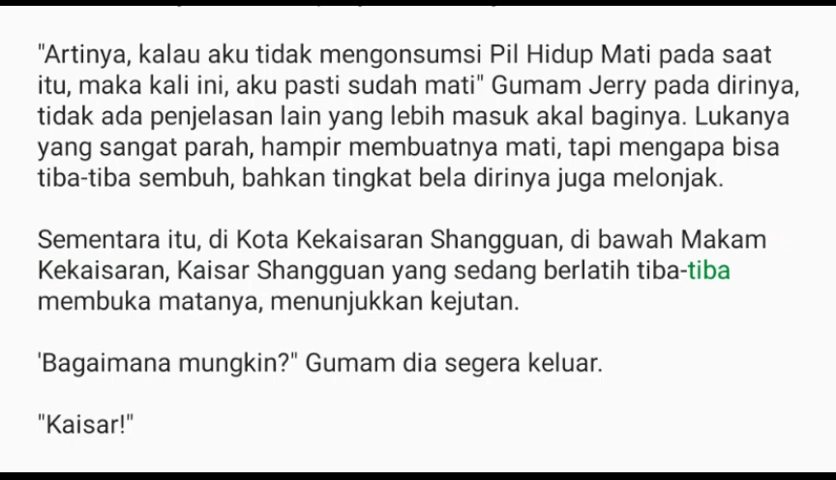 "Artinya, kalau aku tidak mengonsumsi Pil Hidup Mati pada saat
itu, maka kali ini, aku pasti sudah mati" Gumam Jerry pada dirinya,
tidak ada penjelasan lain yang lebih masuk akal baginya. Lukanya
yang sangat parah, hampir membuatnya mati, tapi mengapa bisa
tiba-tiba sembuh, bahkan tingkat bela dirinya juga melonjak.
Sementara itu, di Kota Kekaisaran Shangguan, di bawah Makam
Kekaisaran, Kaisar Shangguan yang sedang berlatih tiba-tiba
membuka matanya, menunjukkan kejutan.
'Bagaimana mungkin?" Gumam dia segera keluar.
"Kaisar!"